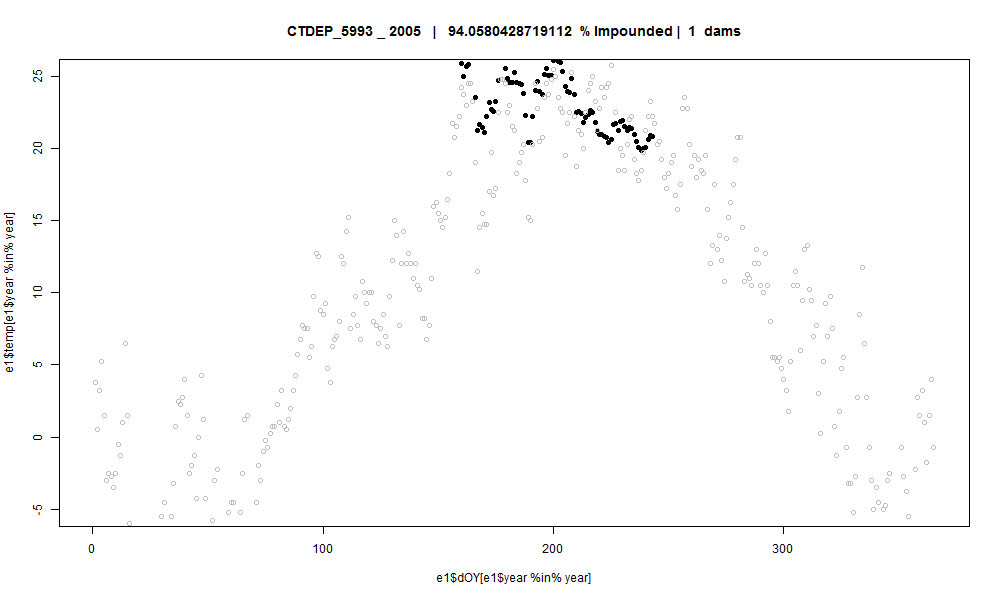 CTDEP_5993 _ 2005 | 94.0580428719112 % Impounded | 1 dams
e1$temp[e1$year %in% year]
25
20
15
10
5
0
-5
0 100 200 300
e1$dOY[e1$year %in% year]